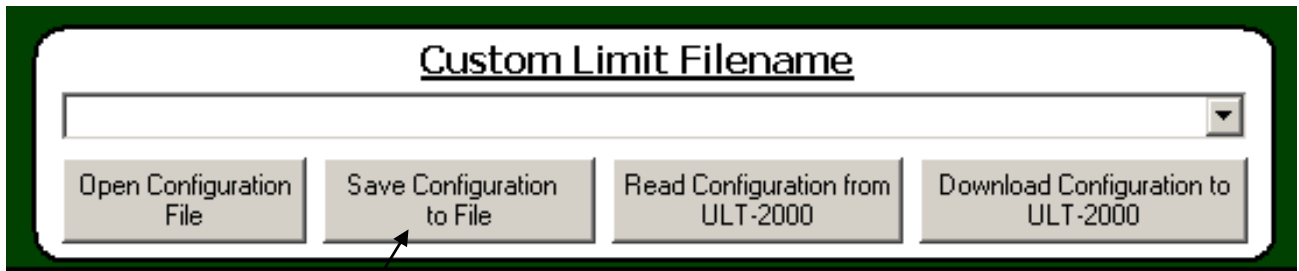 Custom Limit Filename
Open Configuration
File
Save Configuration
to File
Read Configuration from
ULT-2000
Download Configuration to
ULT-2000